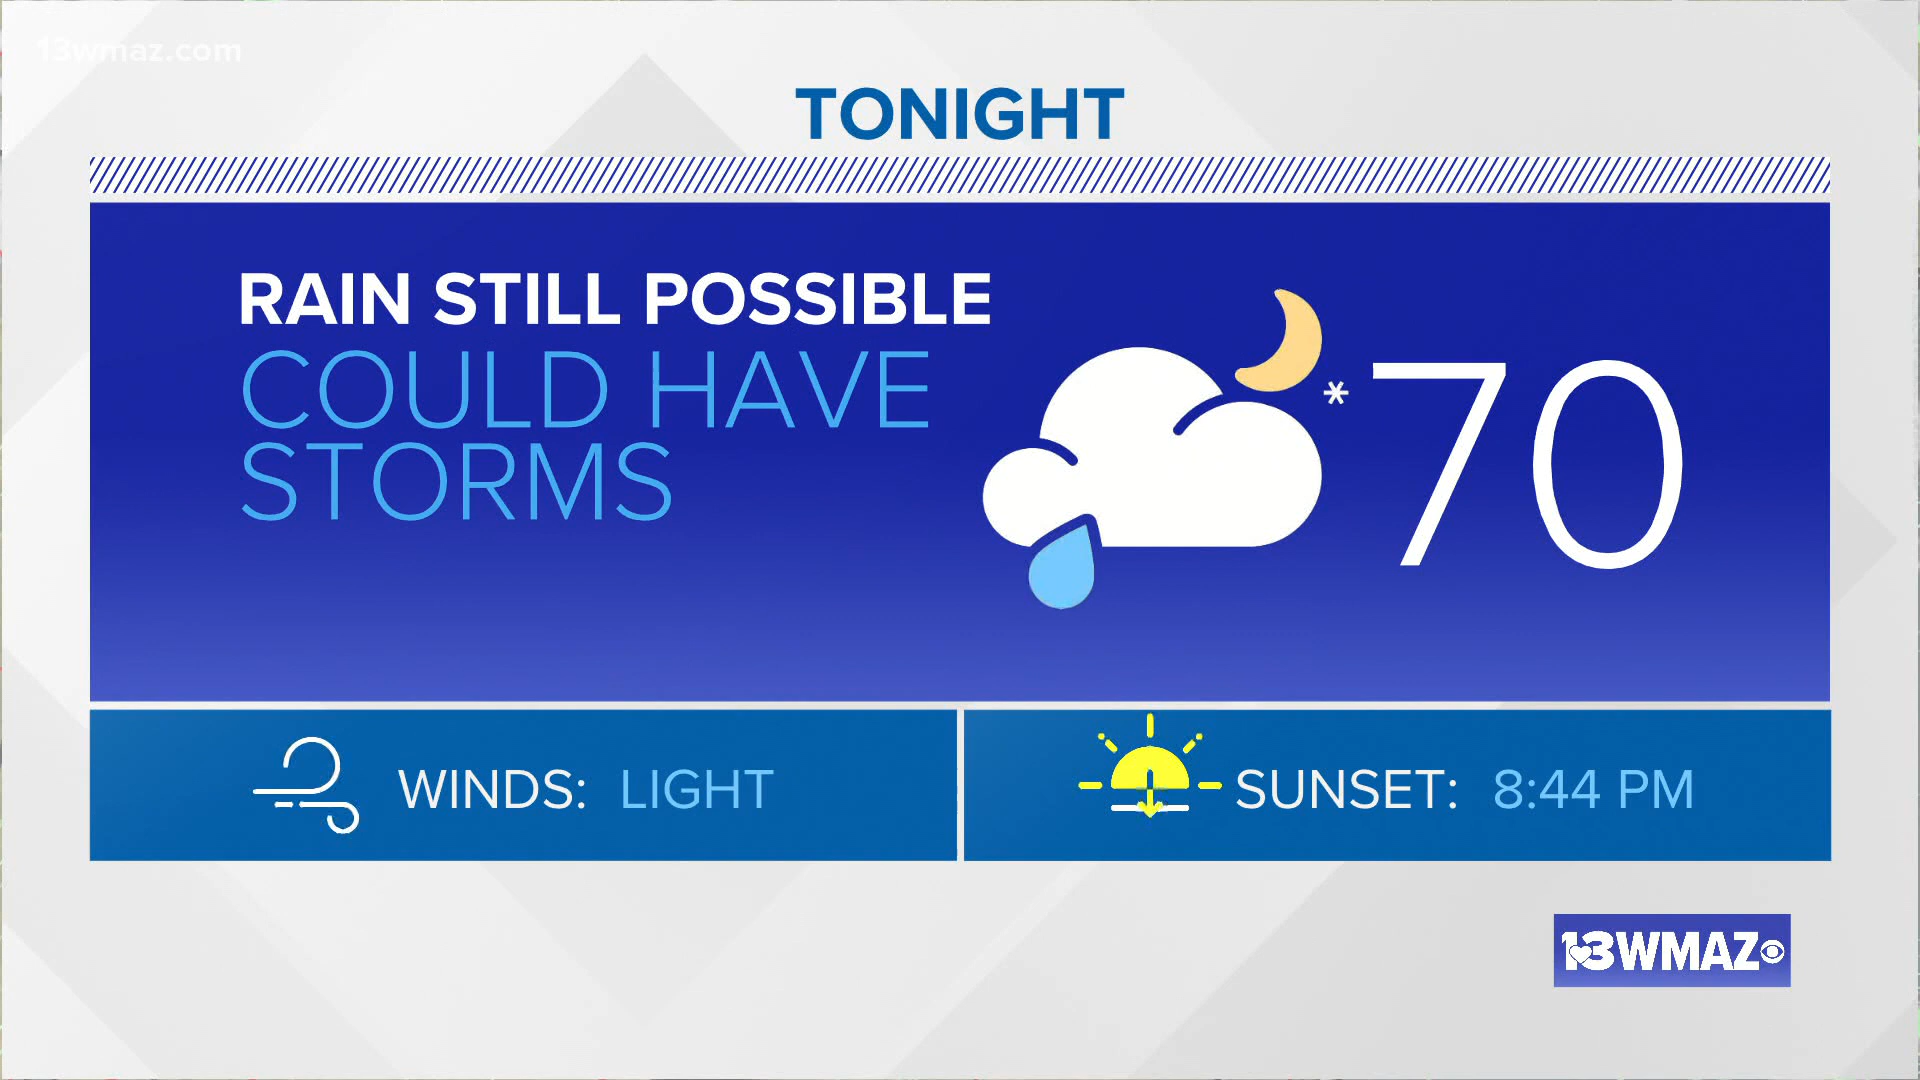 13wmaz.com
TONIGHT
RAIN STILL POSSIBLE
COULD HAVE
STORMS
70
WINDS: LIGHT
SUNSET: 8:44 PM
13WMAZ